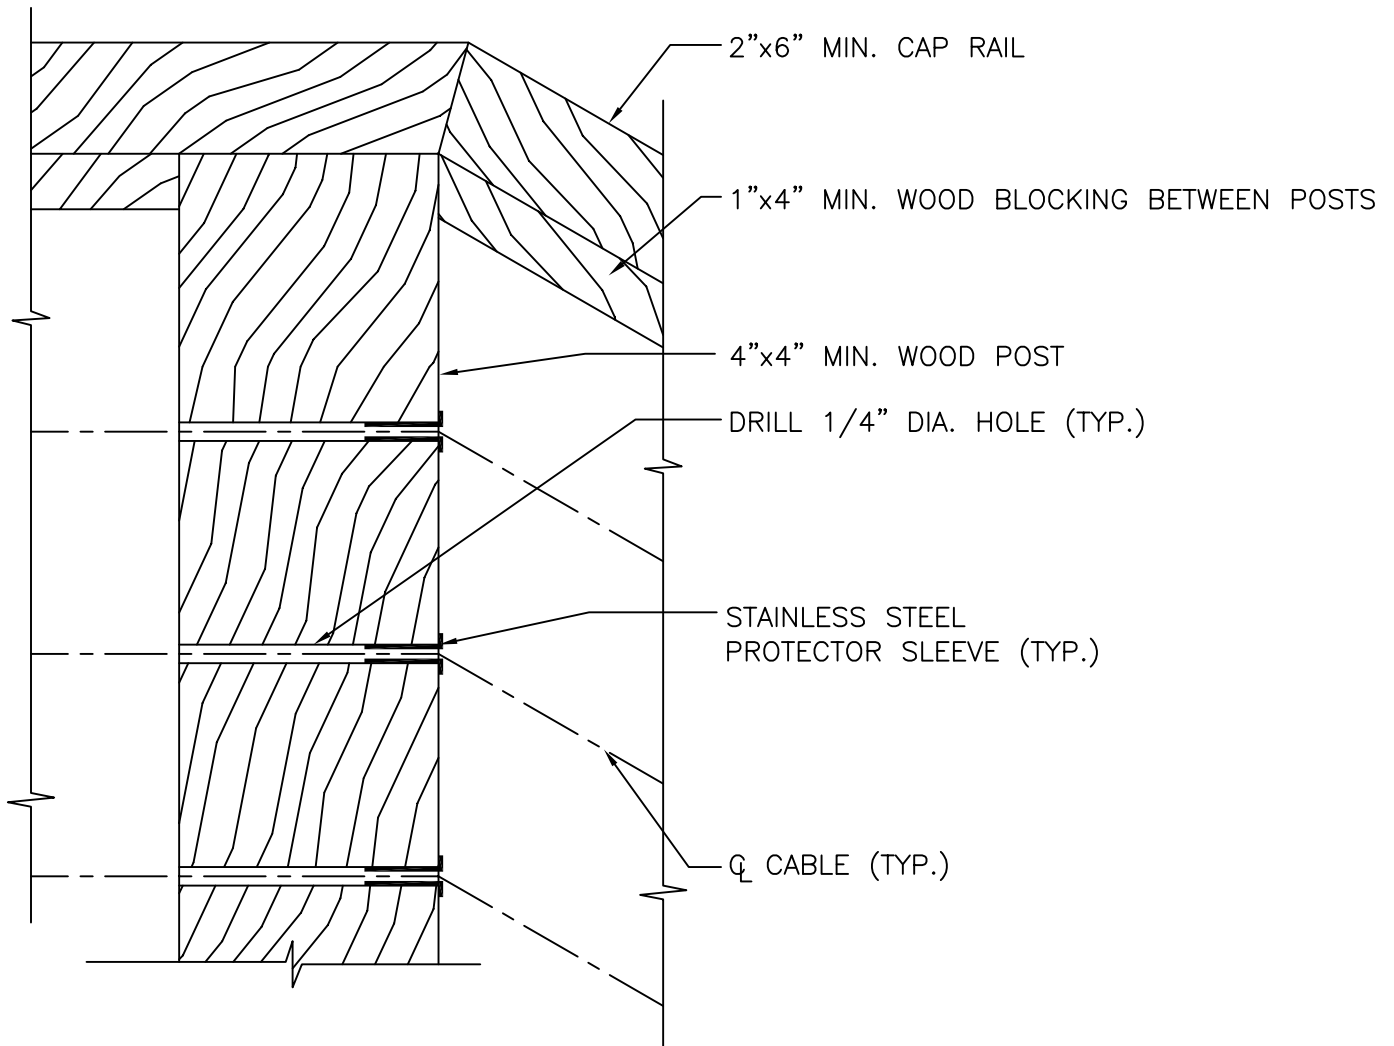 2”x6” MIN. CAP RAIL
1”x4” MIN. WOOD BLOCKING BETWEEN POSTS
4”x4” MIN. WOOD POST
DRILL 1/4” DIA. HOLE (TYP.)
STAINLESS STEEL
PROTECTOR SLEEVE (TYP.)
℄ CABLE (TYP.)